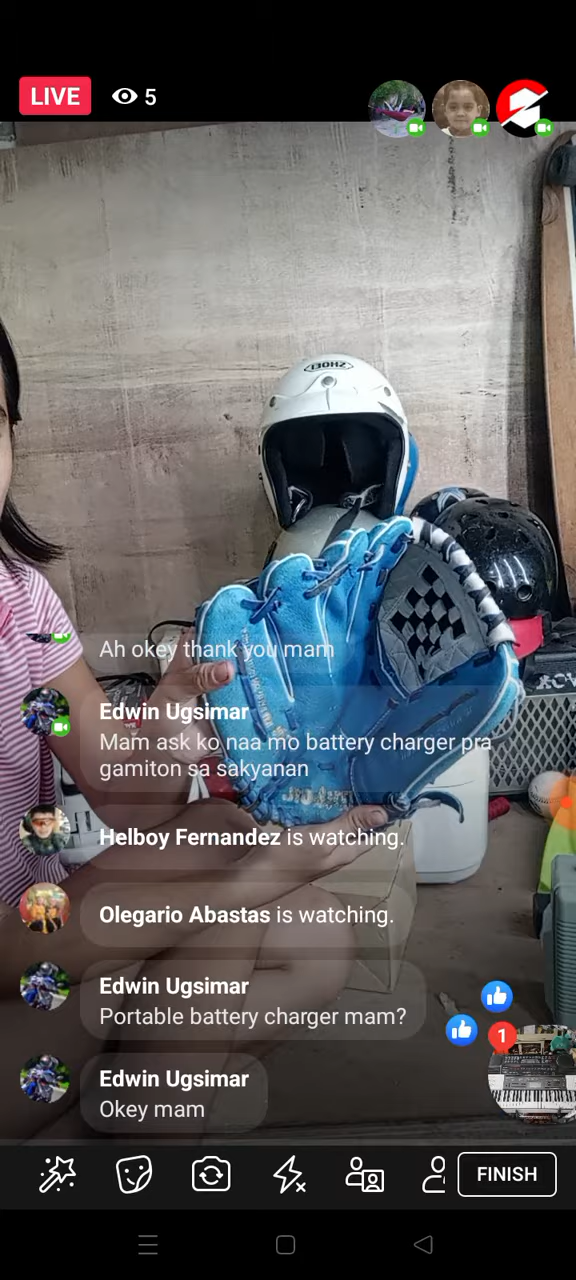 LIVE
5
SHOEI
Ah okey thank you mam
Edwin Ugsimar
Mam ask ko naa mo battery charger pra
gamiton sa sakyanan
Helboy Fernandez is watching.
Olegario Abastas is watching.
Edwin Ugsimar
Portable battery charger mam?
1
Edwin Ugsimar
Okey mam
FINISH